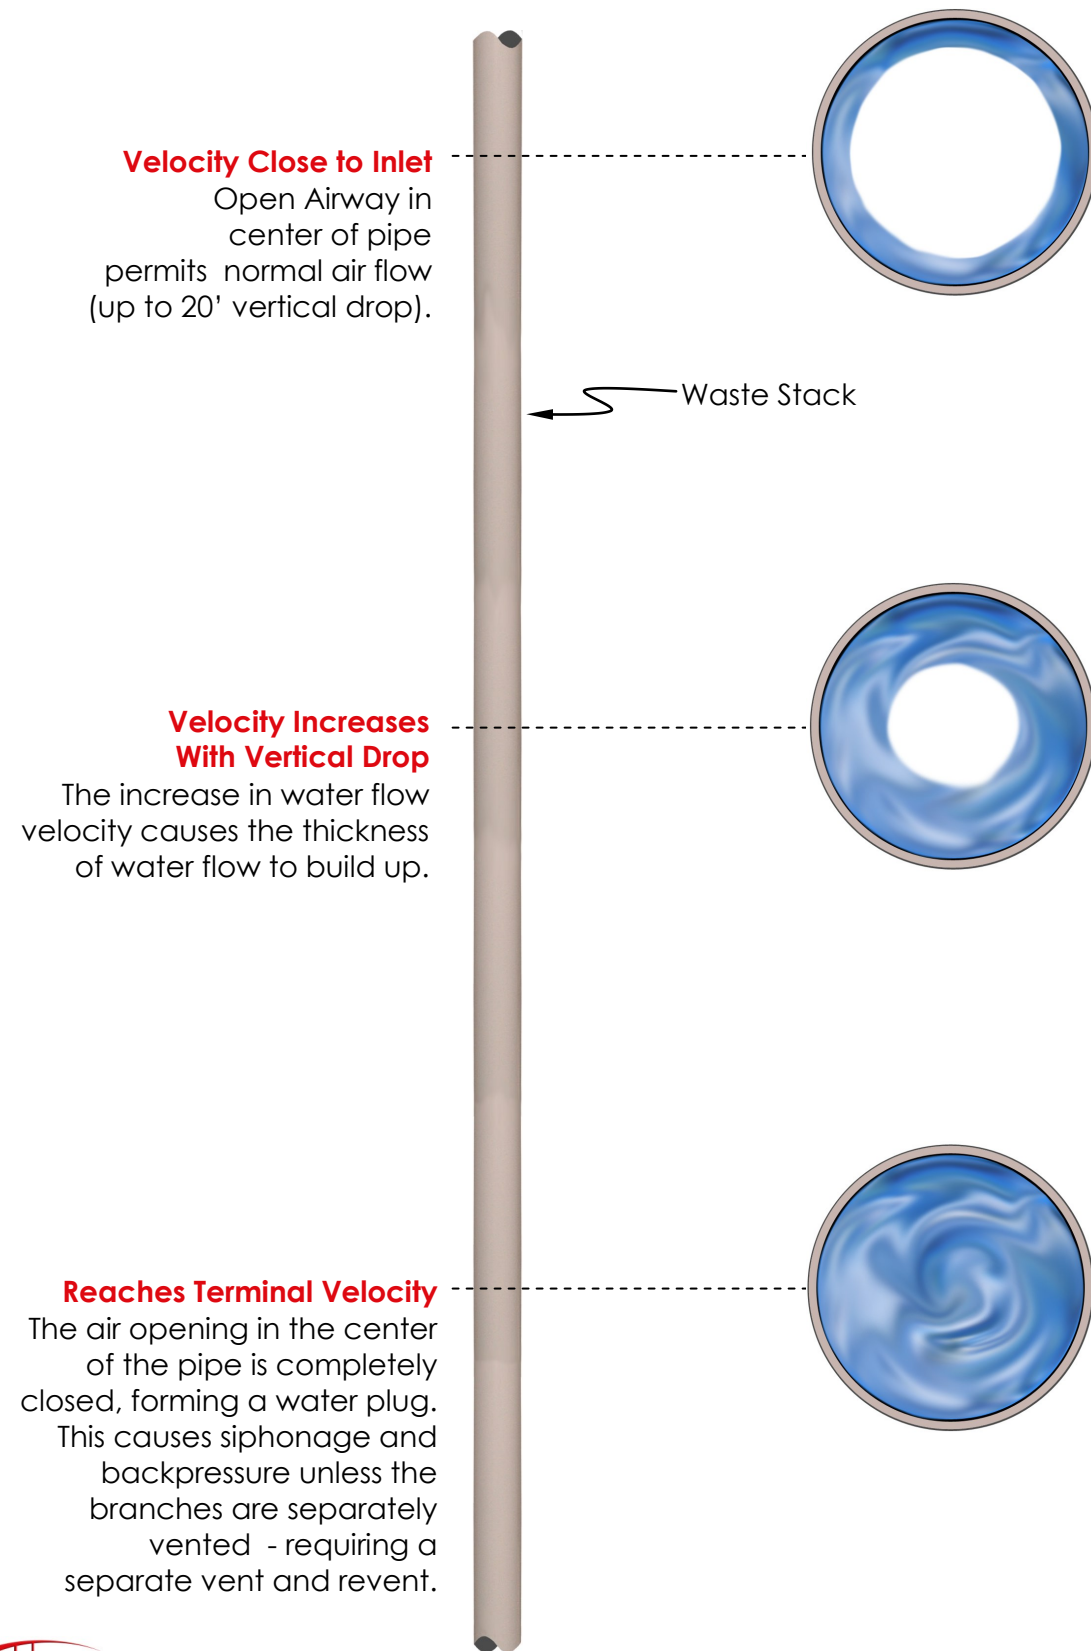 Velocity Close to Inlet
Open Airway in
center of pipe
permits  normal air flow
(up to 20’ vertical drop).
Waste Stack
Velocity Increases
With Vertical Drop
The increase in water flow
velocity causes the thickness
of water flow to build up.
Reaches Terminal Velocity
The air opening in the center
of the pipe is completely
closed, forming a water plug.
This causes siphonage and
backpressure unless the
branches are separately
vented  - requiring a
separate vent and revent.